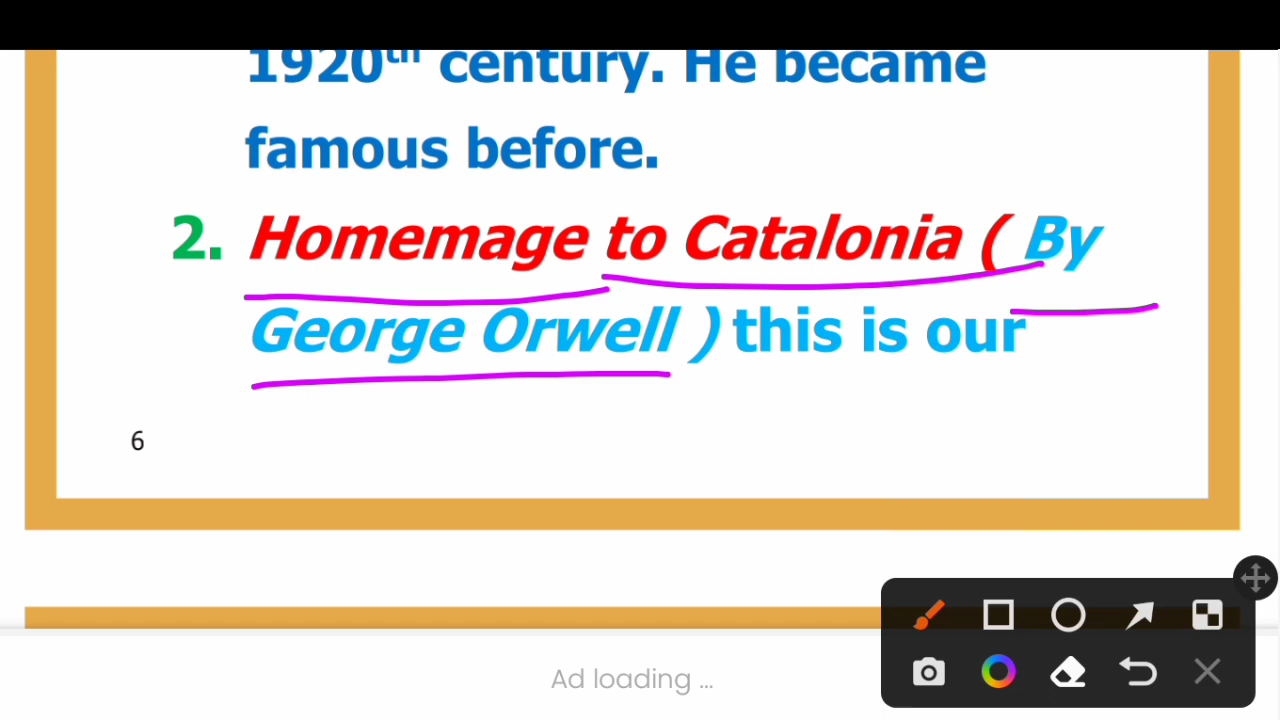 1920th century. He became
famous before.
2. Homemage to Catalonia ( By
George Orwell ) this is our
6
Ad loading ...